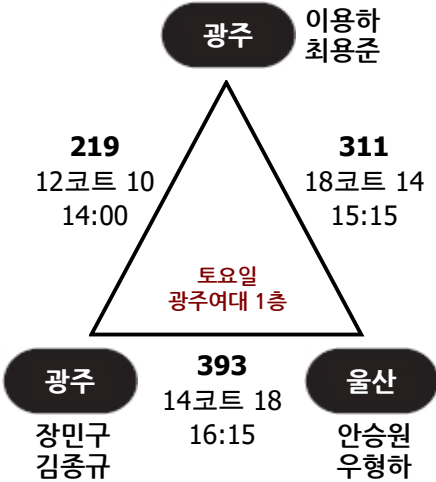 광주
이용하
최용준
219
12코트 10
14:00
311
18코트 14
15:15
토요일
광주여대 1층
광주
장민구
김종규
393
14코트 18
16:15
울산
안승원
우형하